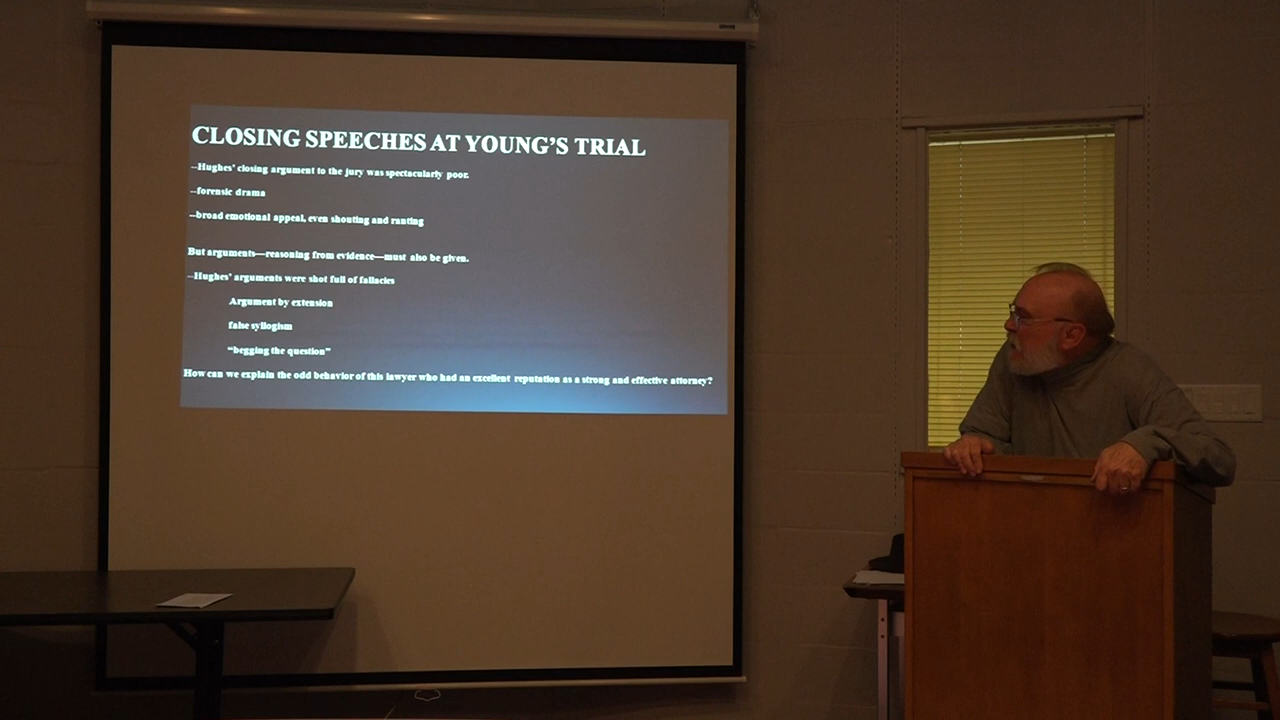 CLOSING SPEECHES AT YOUNG'S TRIAL
--Hughes' closing argument to the jury was spectacularly poor.
--forensic drama
--broad emotional appeal, even shouting and ranting
But arguments—reasoning from evidence—must also be given.
--Hughes' arguments were shot full of fallacies
Argument by extension
false syllogism
“begging the question”
How can we explain the odd behavior of this lawyer who had an excellent reputation as a strong and effective attorney?